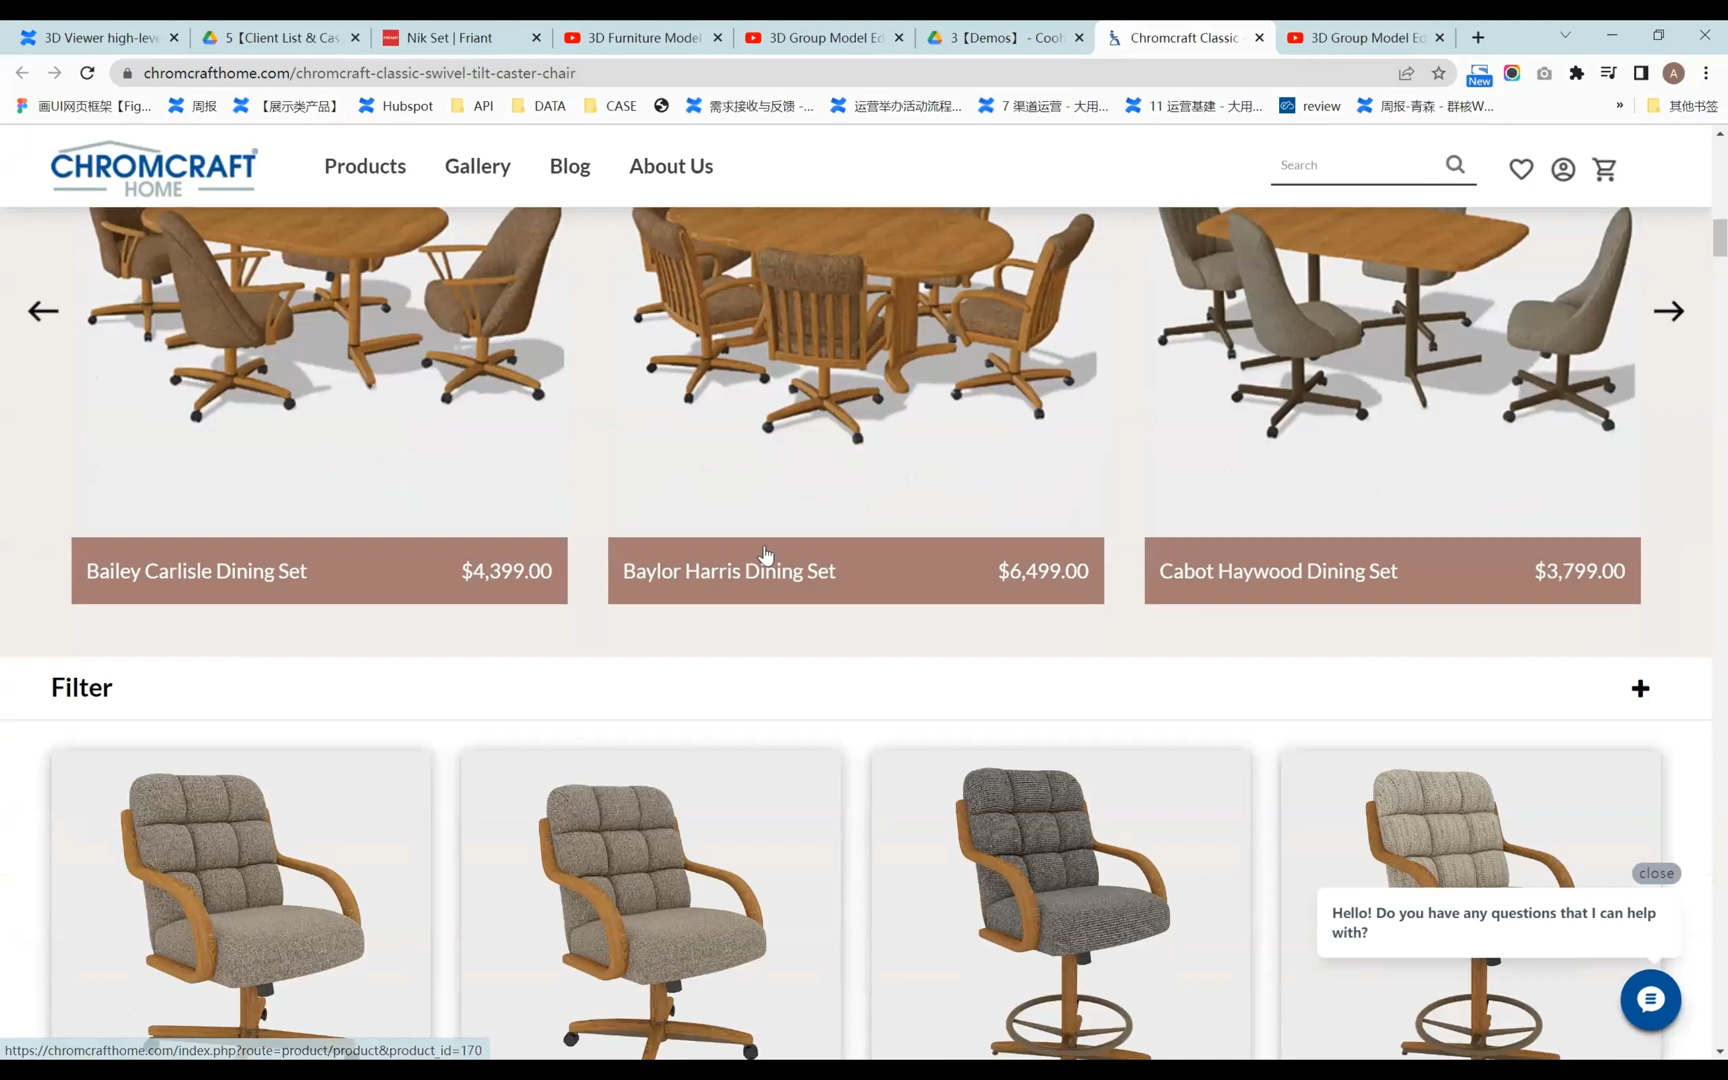 3D Viewer high-leve
5【Client List & Cas
Nik Set | Friant
3D Furniture Model
3D Group Model Ed
3【Demos】 - Cooh
Chromcraft Classic
3D Group Model Ed
chromcrafthome.com/chromcraft-classic-swivel-tilt-caster-chair
New
A
画UI网页框架【Fig...
周报
【展示类产品】
Hubspot
API
DATA
CASE
需求接收与反馈 -...
运营举办活动流程...
7 渠道运营 - 大用...
11 运营基建 - 大用...
review
周报-青森 - 群核W...
»
其他书签
CHROMCRAFT
HOME
Products
Gallery
Blog
About Us
Search
Bailey Carlisle Dining Set $4,399.00
Baylor Harris Dining Set $6,499.00
Cabot Haywood Dining Set $3,799.00
Filter
close
Hello! Do you have any questions that I can help
with?
https://chromcrafthome.com/index.php?route=product/product&product_id=170